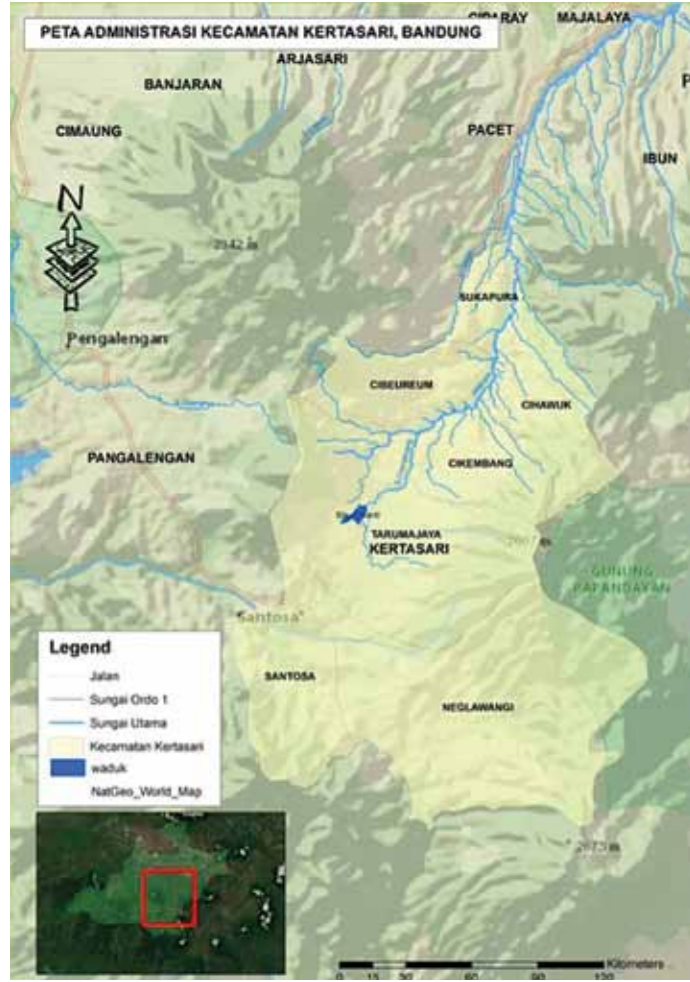 PETA ADMINISTRASI KECAMATAN KERTASARI, BANDUNG
MAJALAYA
ARJASARI
BANJARAN
CIMAUNG
PACET
IBUN
N
2842 m
SUKAPURA
Pengalengan
CIBEUREUM
CIHAWUK
PANGALENGAN
CIKEMBANG
TARUMAJAYA
KERTASARI
GUNUNG
PAPANDAYAN
Santosa
SANTOSA
NEGLAWANGI
Legend
Jalan
Sungai Ordo 1
Sungai Utama
Kecamatan Kertasari
waduk
NatGeo_World_Map
Kilometers
0 15 30 60 90 120